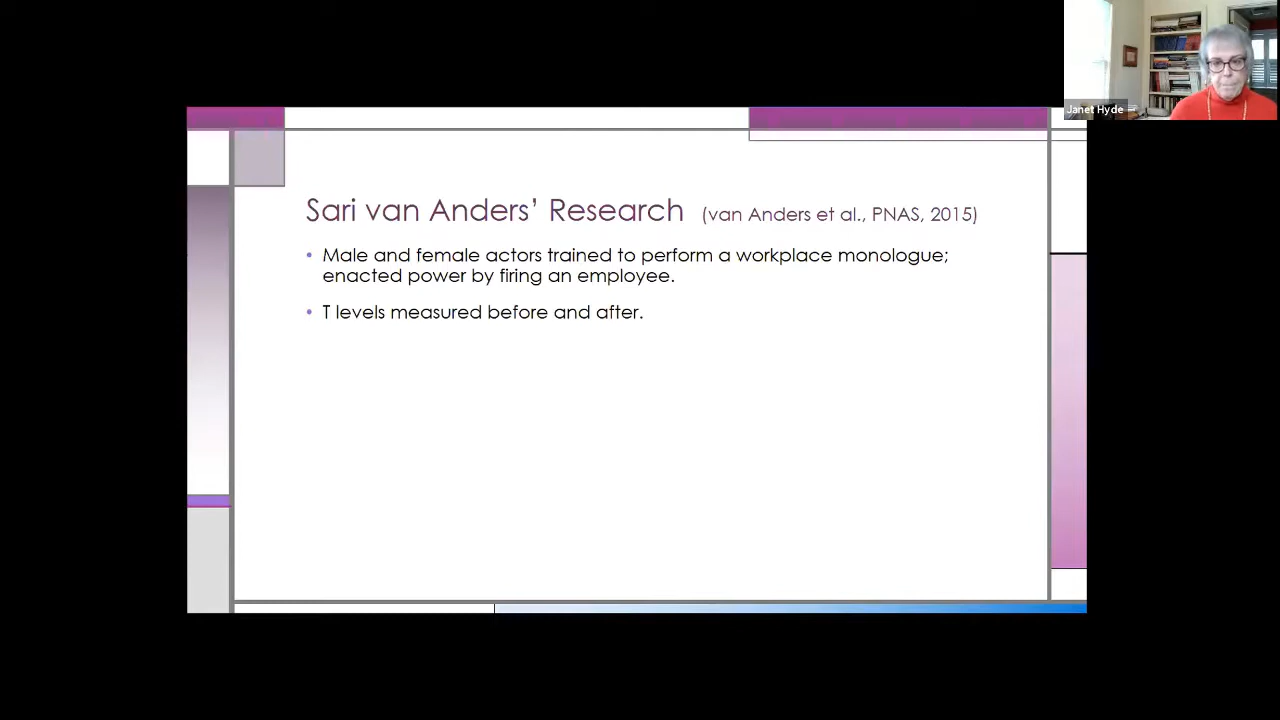 Janet Hyde
Sari van Anders’ Research (van Anders et al., PNAS, 2015)
• Male and female actors trained to perform a workplace monologue;
enacted power by firing an employee.
• T levels measured before and after.